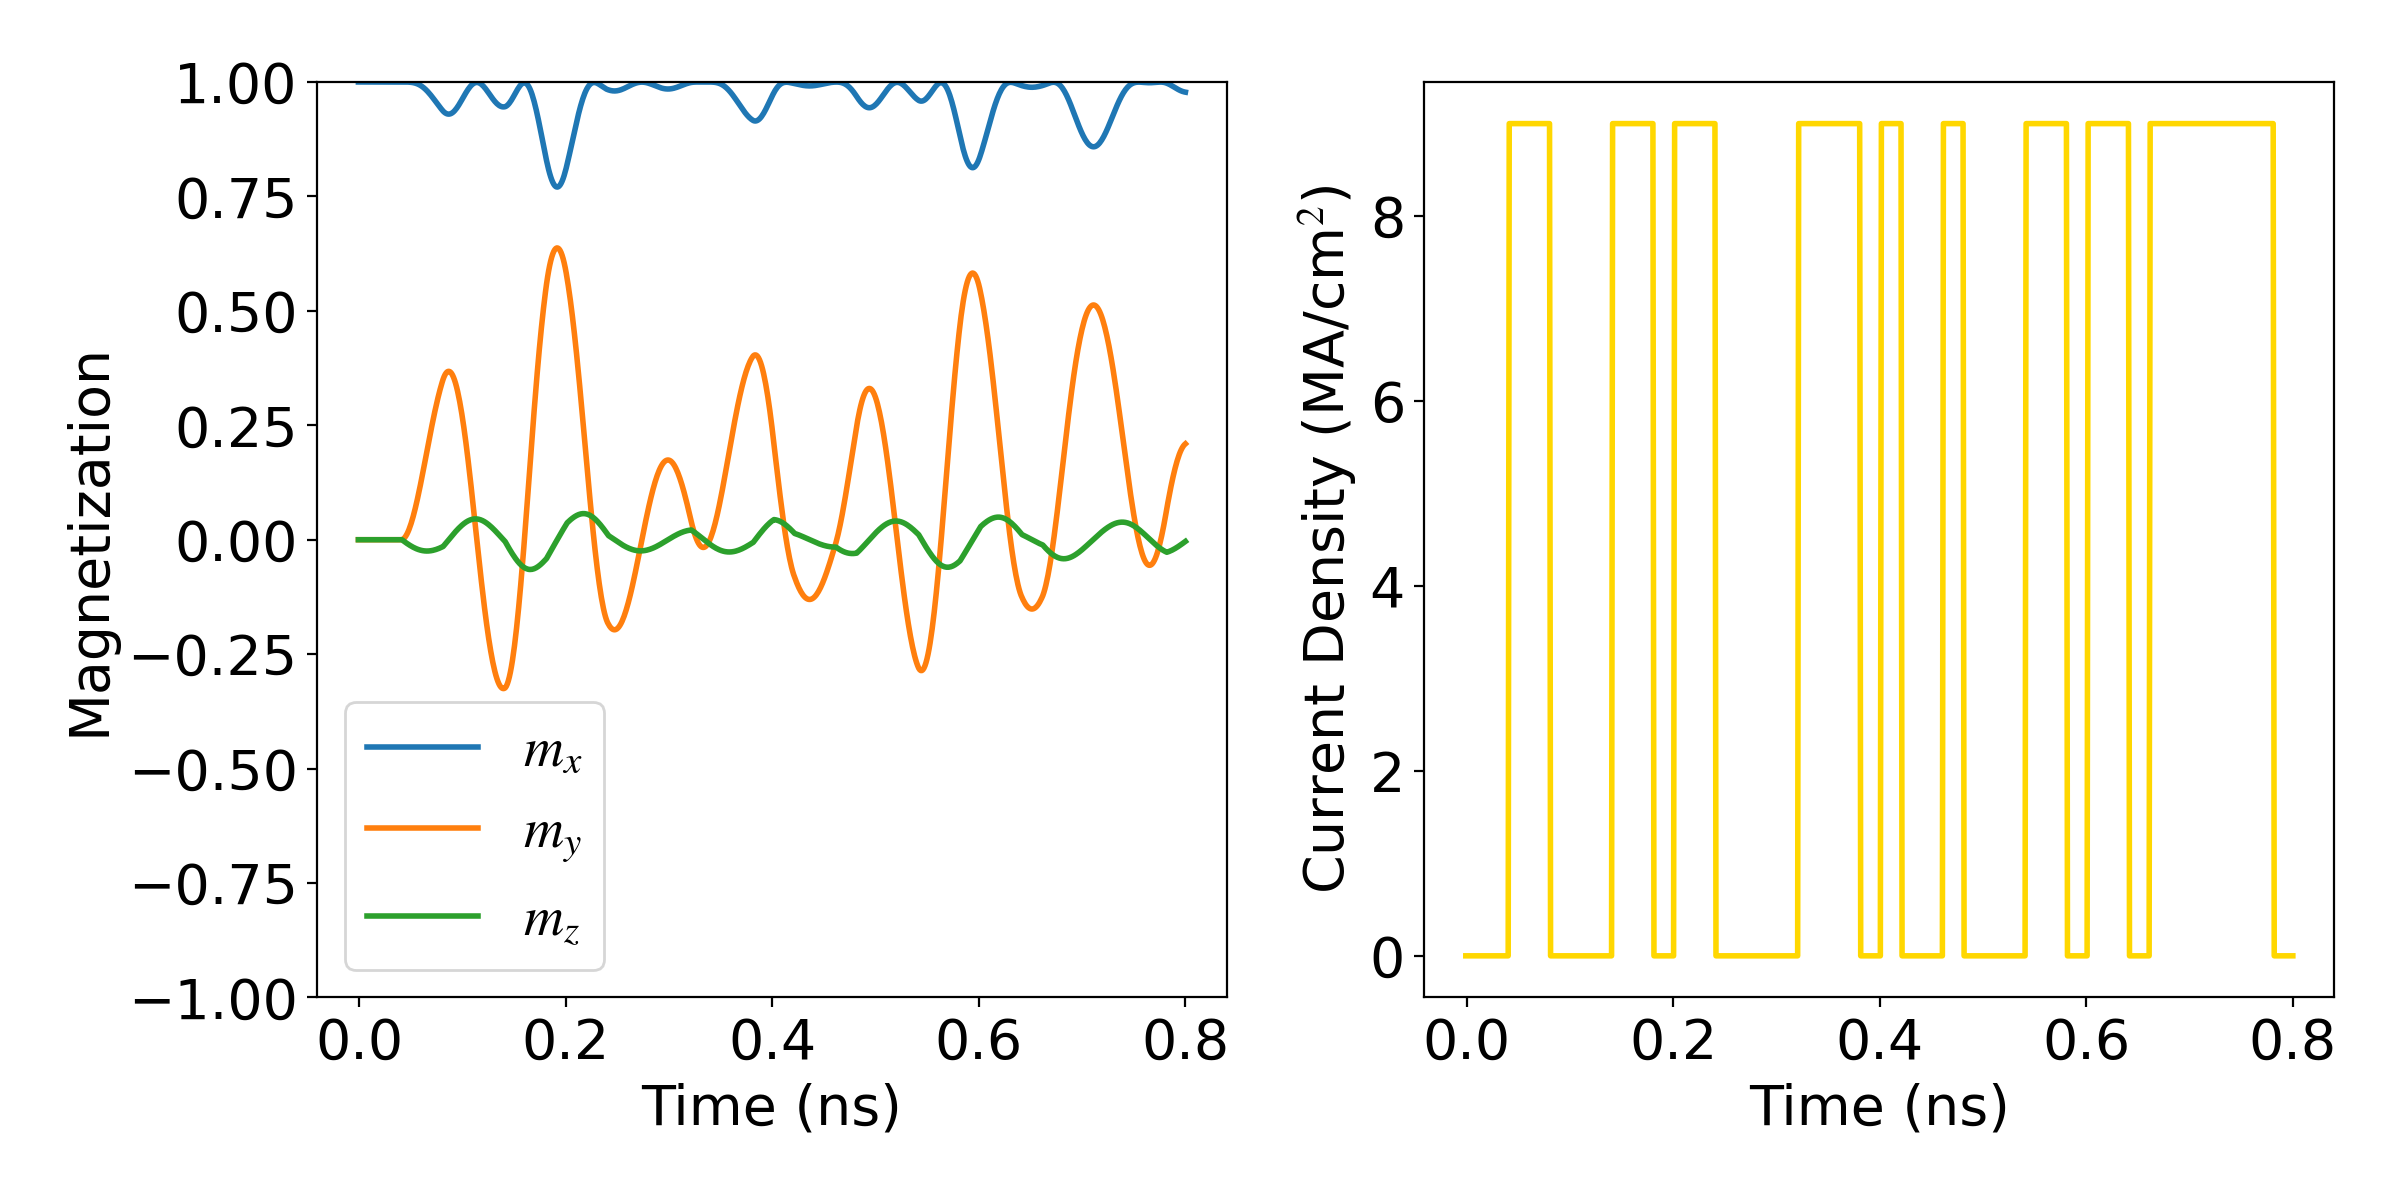 1.00
0.75
0.50
0.25
0.00
−0.25
−0.50
−0.75
−1.00
Magnetization
m_x
m_y
m_z
0.0 0.2 0.4 0.6 0.8
Time (ns)
8
6
4
2
0
Current Density (MA/cm²)
0.0 0.2 0.4 0.6 0.8
Time (ns)